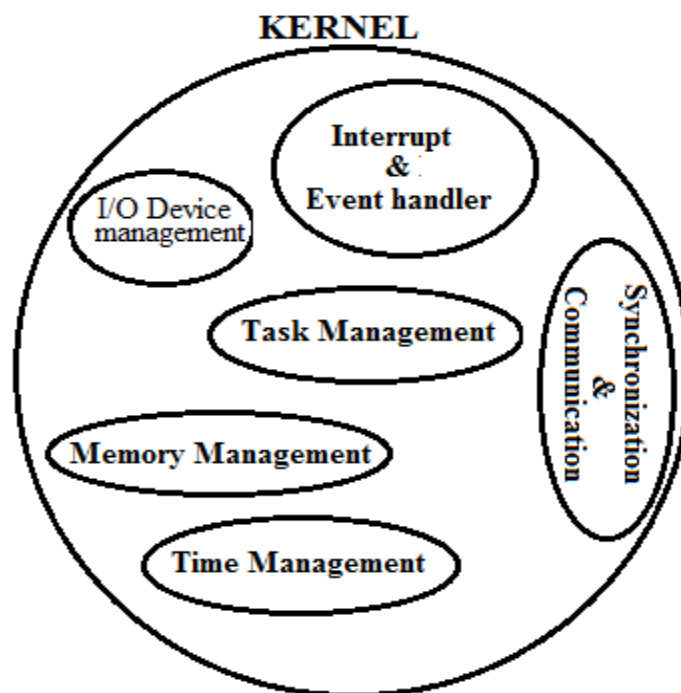 KERNEL
Interrupt
&
Event handler
I/O Device
management
Task Management
Synchronization
&
Communication
Memory Management
Time Management